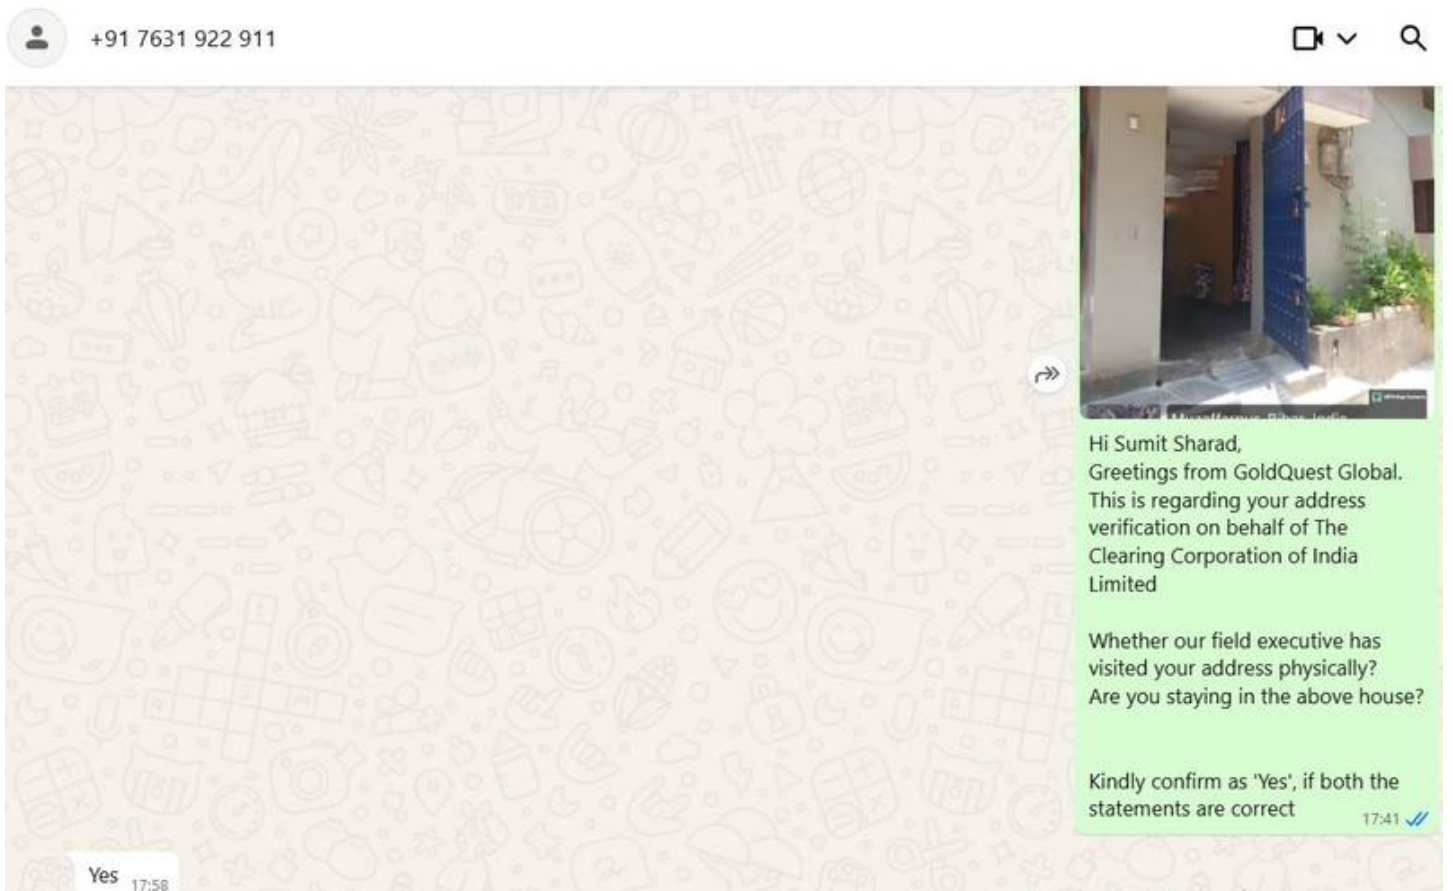 +91 7631 922 911
Muzaffarpur, Bihar, India
Hi Sumit Sharad,
Greetings from GoldQuest Global.
This is regarding your address
verification on behalf of The
Clearing Corporation of India
Limited
Whether our field executive has
visited your address physically?
Are you staying in the above house?
Kindly confirm as 'Yes', if both the
statements are correct
17:41
Yes 17:58